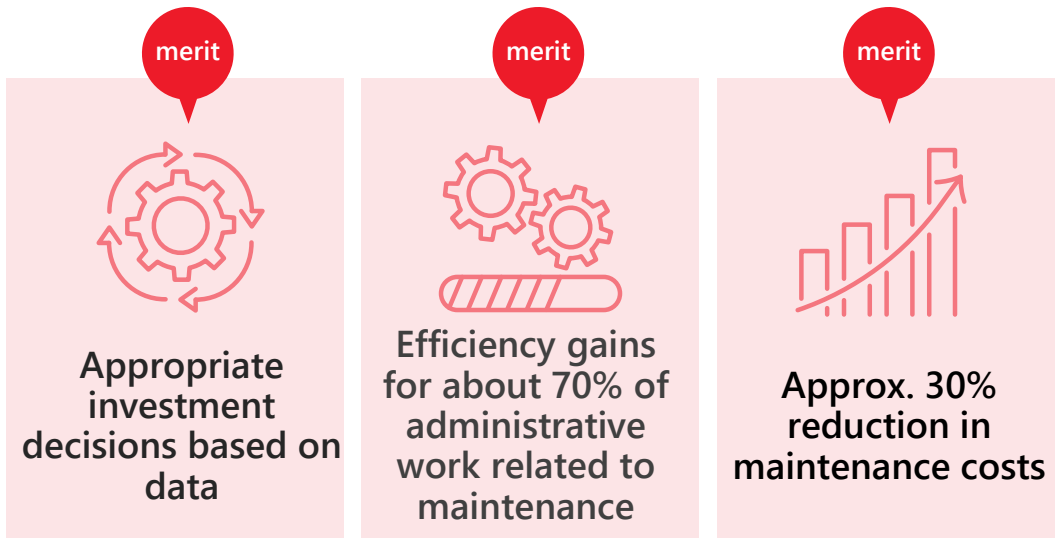 merit
merit
merit
Appropriate
investment
decisions based on
data
Efficiency gains
for about 70% of
administrative
work related to
maintenance
Approx. 30%
reduction in
maintenance costs